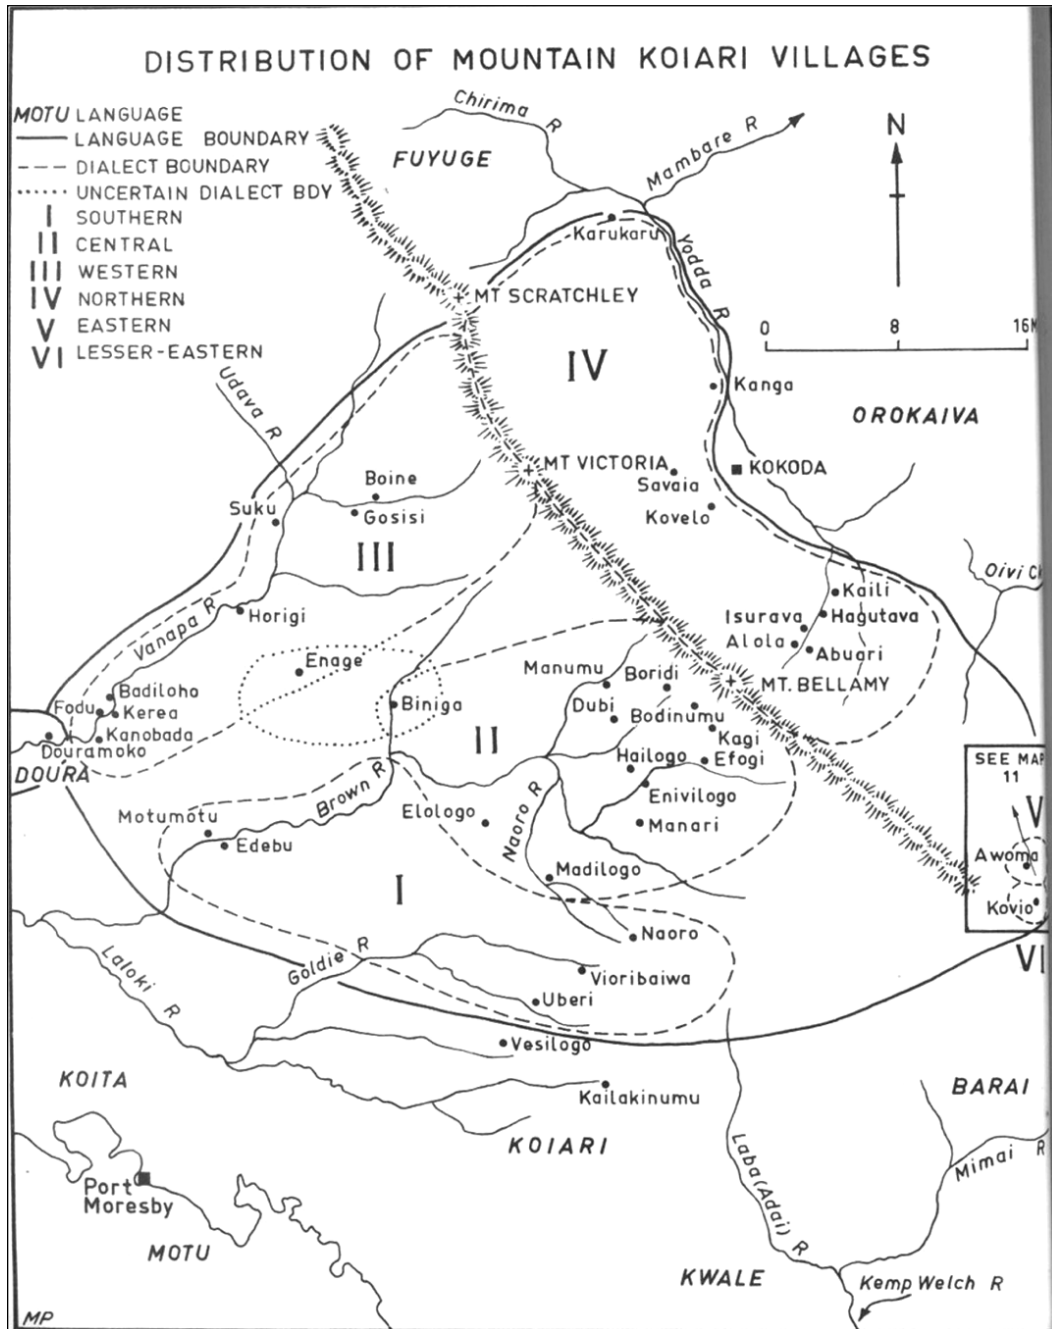 DISTRIBUTION OF MOUNTAIN KOIARI VILLAGES
MOTU LANGUAGE
LANGUAGE BOUNDARY
DIALECT BOUNDARY
UNCERTAIN DIALECT BDY
I SOUTHERN
II CENTRAL
III WESTERN
IV NORTHERN
V EASTERN
VI LESSER-EASTERN
Chirima R
FUYUGE
Mambare R
N
Karukaru
Yodda R
MT SCRATCHLEY
0 8 16M
IV
Kanga
Udava R
OROKAIVA
MT VICTORIA
KOKODA
Boine
Savaia
Suku
Gosisi
Kovelo
III
Oivi C
Kaili
Vanapa R
Horigi
Isurava
Hagutava
Alola
Abuari
Enage
Manumu
Boridi
MT. BELLAMY
Badiloho
Fodu
Kerea
Biniga
Dubi
Bodinumu
Kanobada
Douramoko
II
Kagi
DOURA
Hailogo
Efogi
SEE MAP
11
Brown R
Enivilogo
Motumotu
Elologo
Naoro R
Manari
V
Edebu
Awoma
I
Madilogo
Kovio
Naoro
Laloki R
Goldie R
Vioribaiwa
VI
Uberi
Vesilogo
KOITA
Kailakinumu
BARAI
KOIARI
Mimai R
Port
Moresby
Laba(Adai) R
MOTU
KWALE
Kemp Welch R
MP